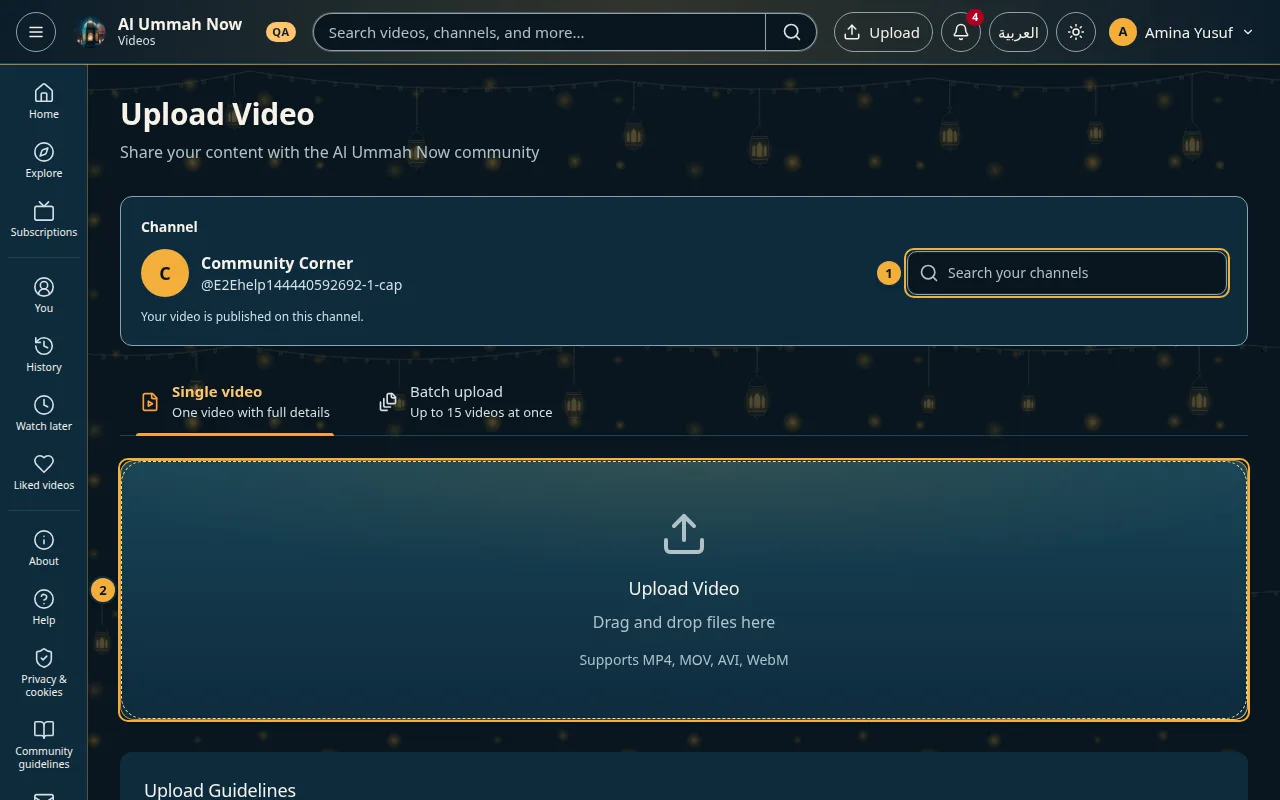 Al Ummah Now
Videos
QA
Search videos, channels, and more...
Upload
4
العربية
A
Amina Yusuf
Home
Explore
Subscriptions
You
History
Watch later
Liked videos
About
Help
Privacy &
cookies
Community
guidelines
Upload Video
Share your content with the Al Ummah Now community
Channel
C
Community Corner
@E2Ehelp144440592692-1-cap
Your video is published on this channel.
1
Search your channels
Single video
One video with full details
Batch upload
Up to 15 videos at once
2
Upload Video
Drag and drop files here
Supports MP4, MOV, AVI, WebM
Upload Guidelines